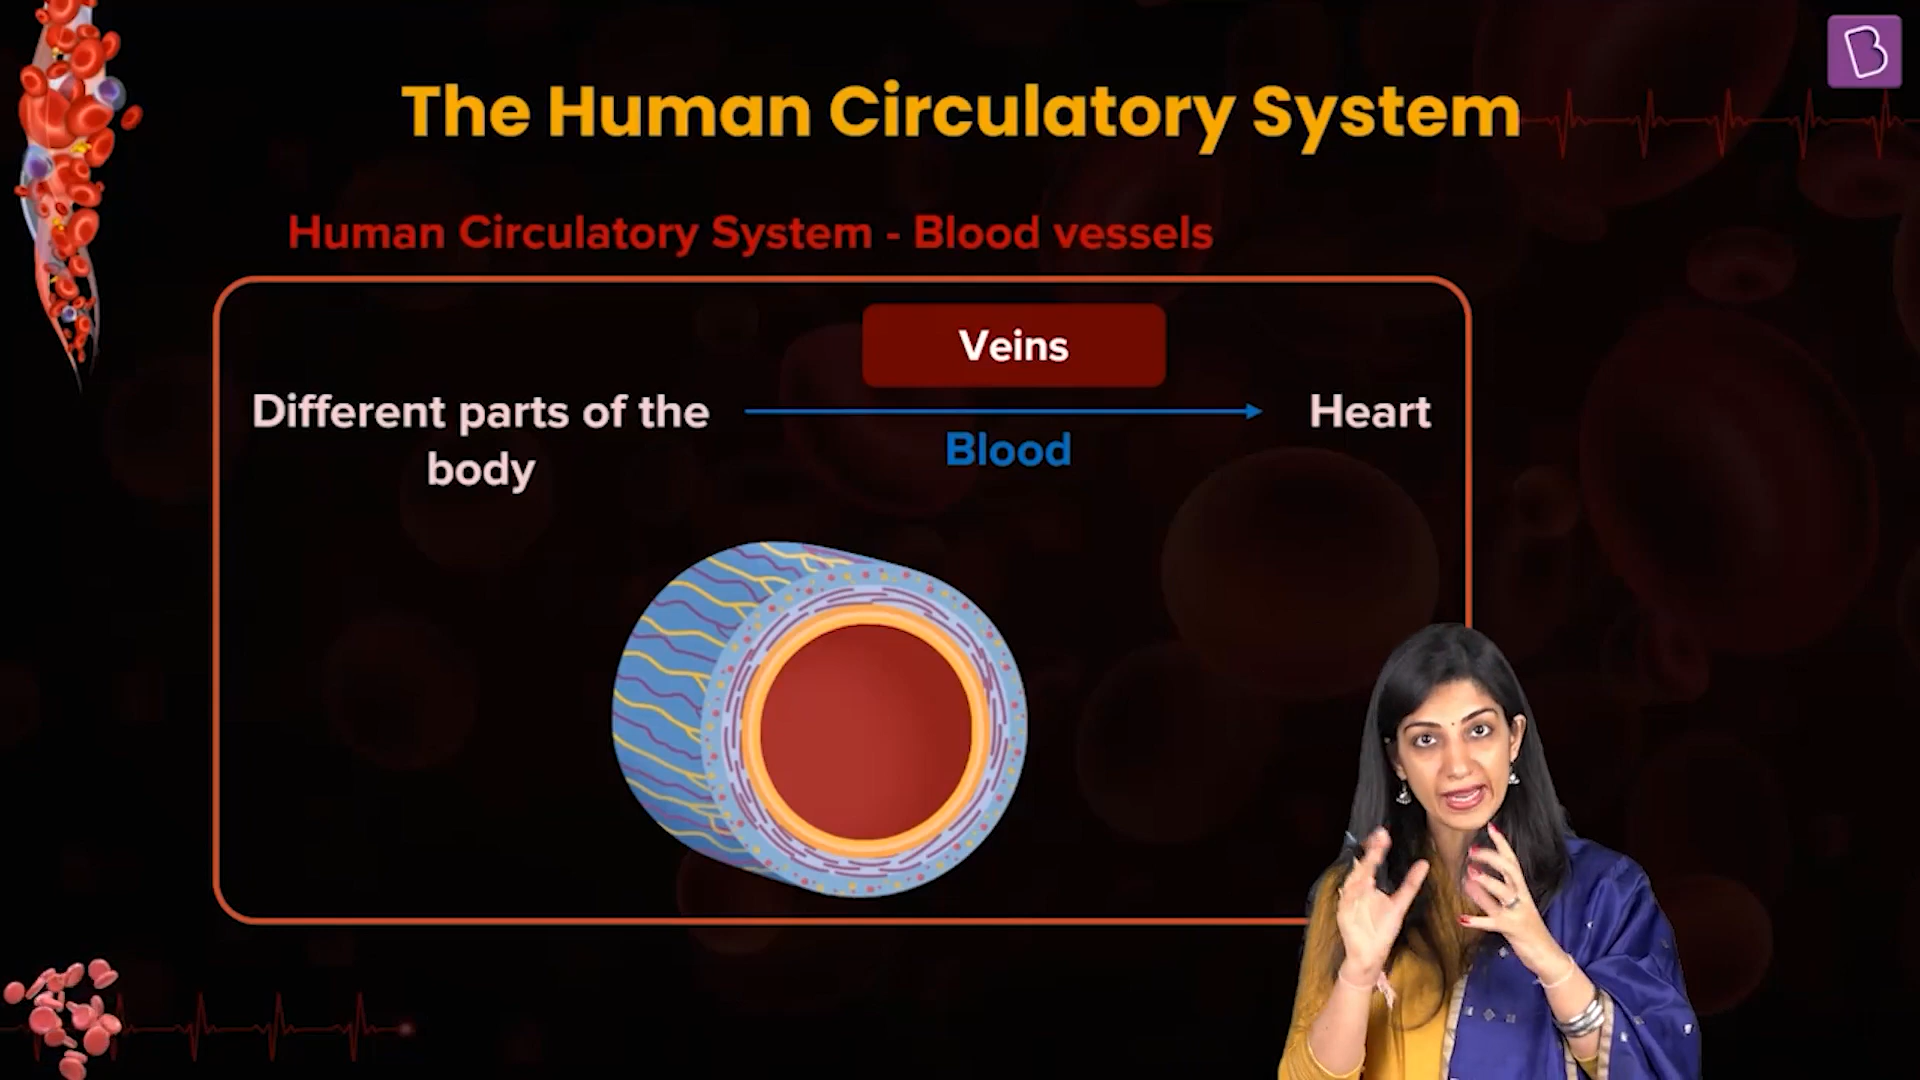 The Human Circulatory System
Human Circulatory System - Blood vessels
Veins
Different parts of the
body
Heart
Blood